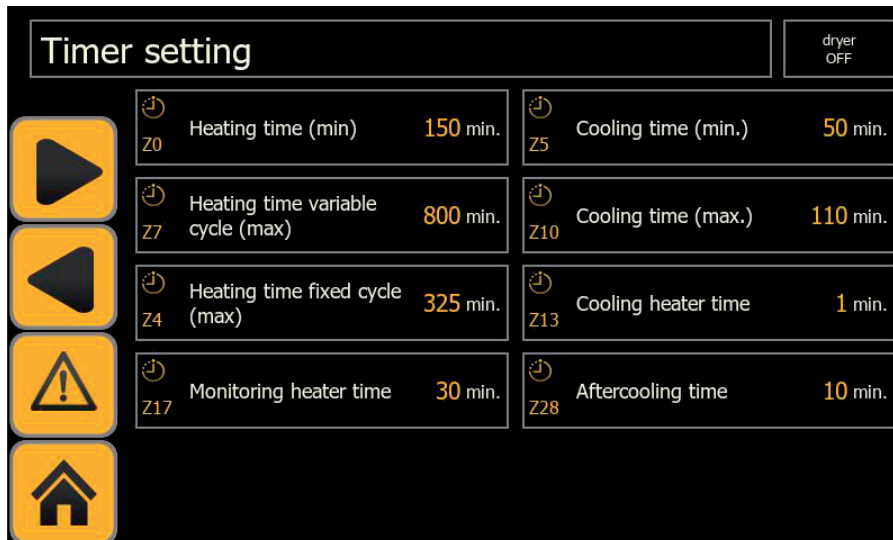 Timer setting
dryer
OFF
Z0 Heating time (min) 150 min.
Z5 Cooling time (min.) 50 min.
Z7 Heating time variable
cycle (max) 800 min.
Z10 Cooling time (max.) 110 min.
Z4 Heating time fixed cycle
(max) 325 min.
Z13 Cooling heater time 1 min.
Z17 Monitoring heater time 30 min.
Z28 Aftercooling time 10 min.